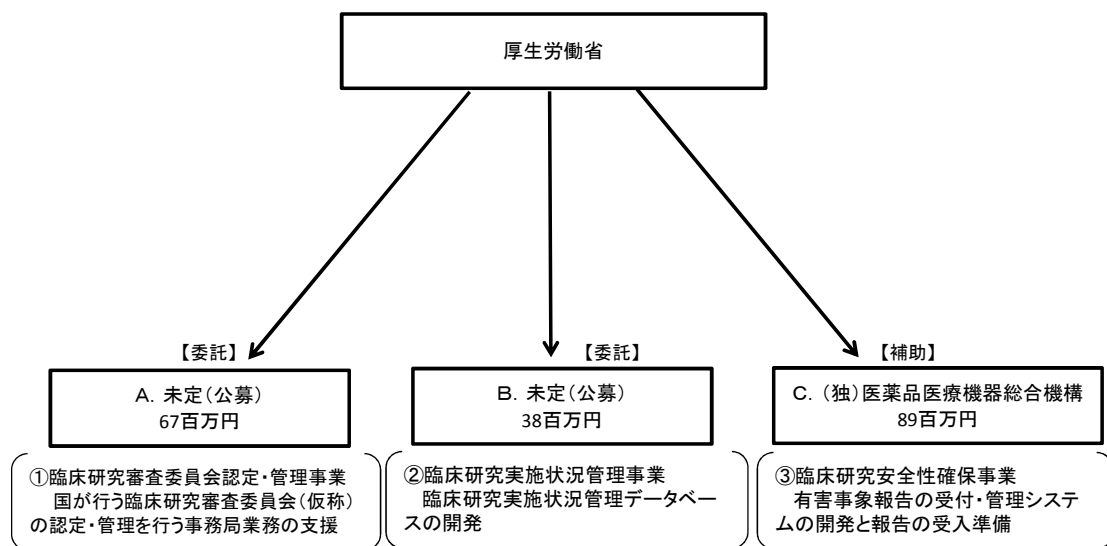 厚生労働省
【委託】
【委託】
【補助】
A．未定（公募）
67百万円
B．未定（公募）
38百万円
C．（独）医薬品医療機器総合機構
89百万円
①臨床研究審査委員会認定・管理事業
国が行う臨床研究審査委員会（仮称）
の認定・管理を行う事務局業務の支援
②臨床研究実施状況管理事業
臨床研究実施状況管理データベー
スの開発
③臨床研究安全性確保事業
有害事象報告の受付・管理システ
ムの開発と報告の受入準備